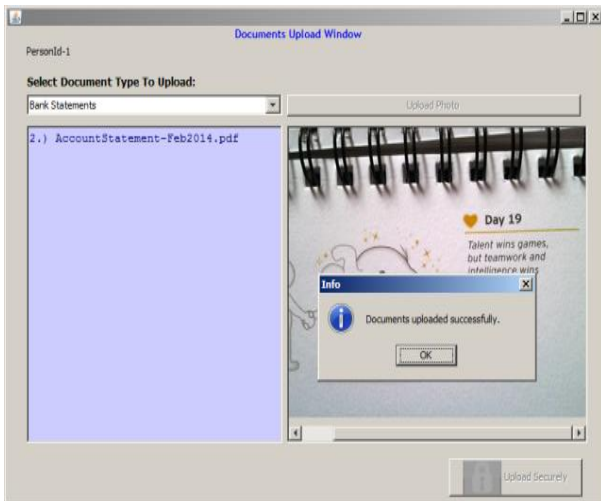 Documents Upload Window
PersonId-1
Select Document Type To Upload:
Bank Statements
Upload Photo
2.) AccountStatement-Feb2014.pdf
Day 19
Talent wins games,
but teamwork and
intelligence wins
Info
Documents uploaded successfully.
OK
Upload Securely